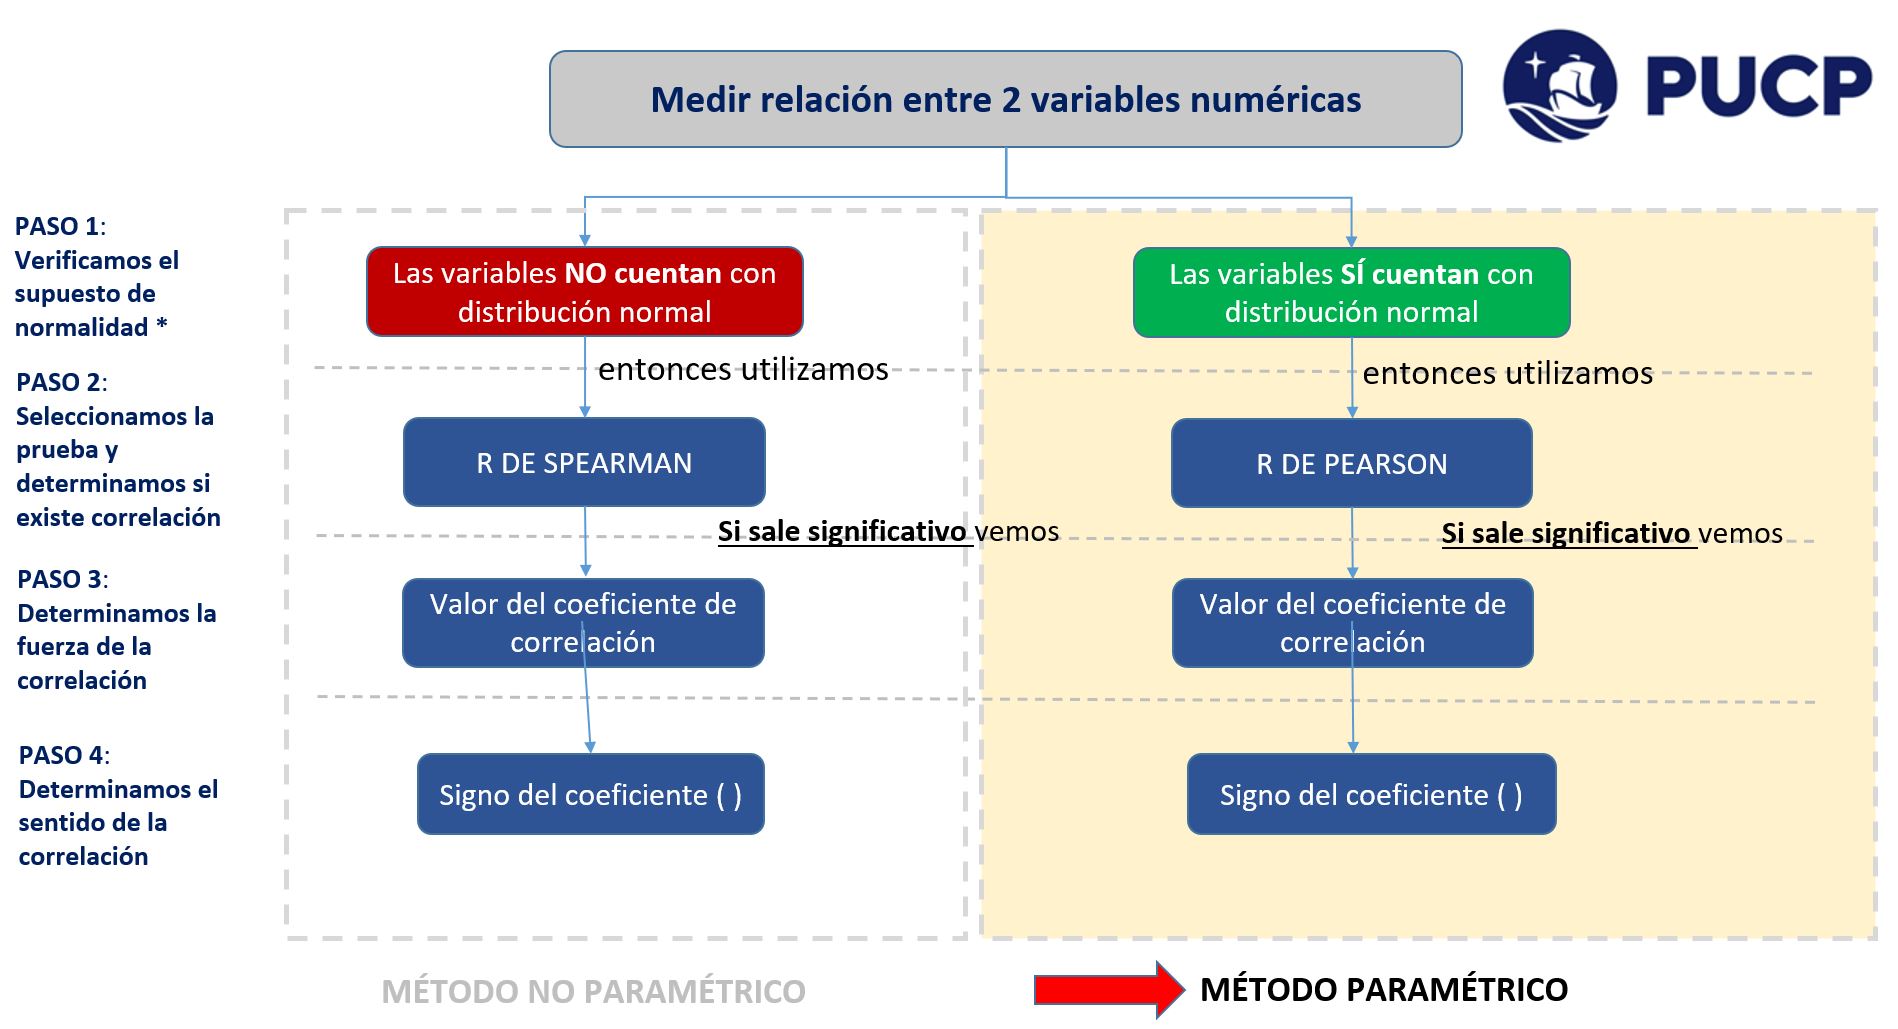 Medir relación entre 2 variables numéricas
PUCP
PASO 1:
Verificamos el
supuesto de
normalidad *
Las variables NO cuentan con
distribución normal
Las variables SÍ cuentan con
distribución normal
entonces utilizamos
entonces utilizamos
PASO 2:
Seleccionamos la
prueba y
determinamos si
existe correlación
R DE SPEARMAN
R DE PEARSON
Si sale significativo vemos
Si sale significativo vemos
PASO 3:
Determinamos la
fuerza de la
correlación
Valor del coeficiente de
correlación
Valor del coeficiente de
correlación
PASO 4:
Determinamos el
sentido de la
correlación
Signo del coeficiente ( )
Signo del coeficiente ( )
MÉTODO NO PARAMÉTRICO
MÉTODO PARAMÉTRICO